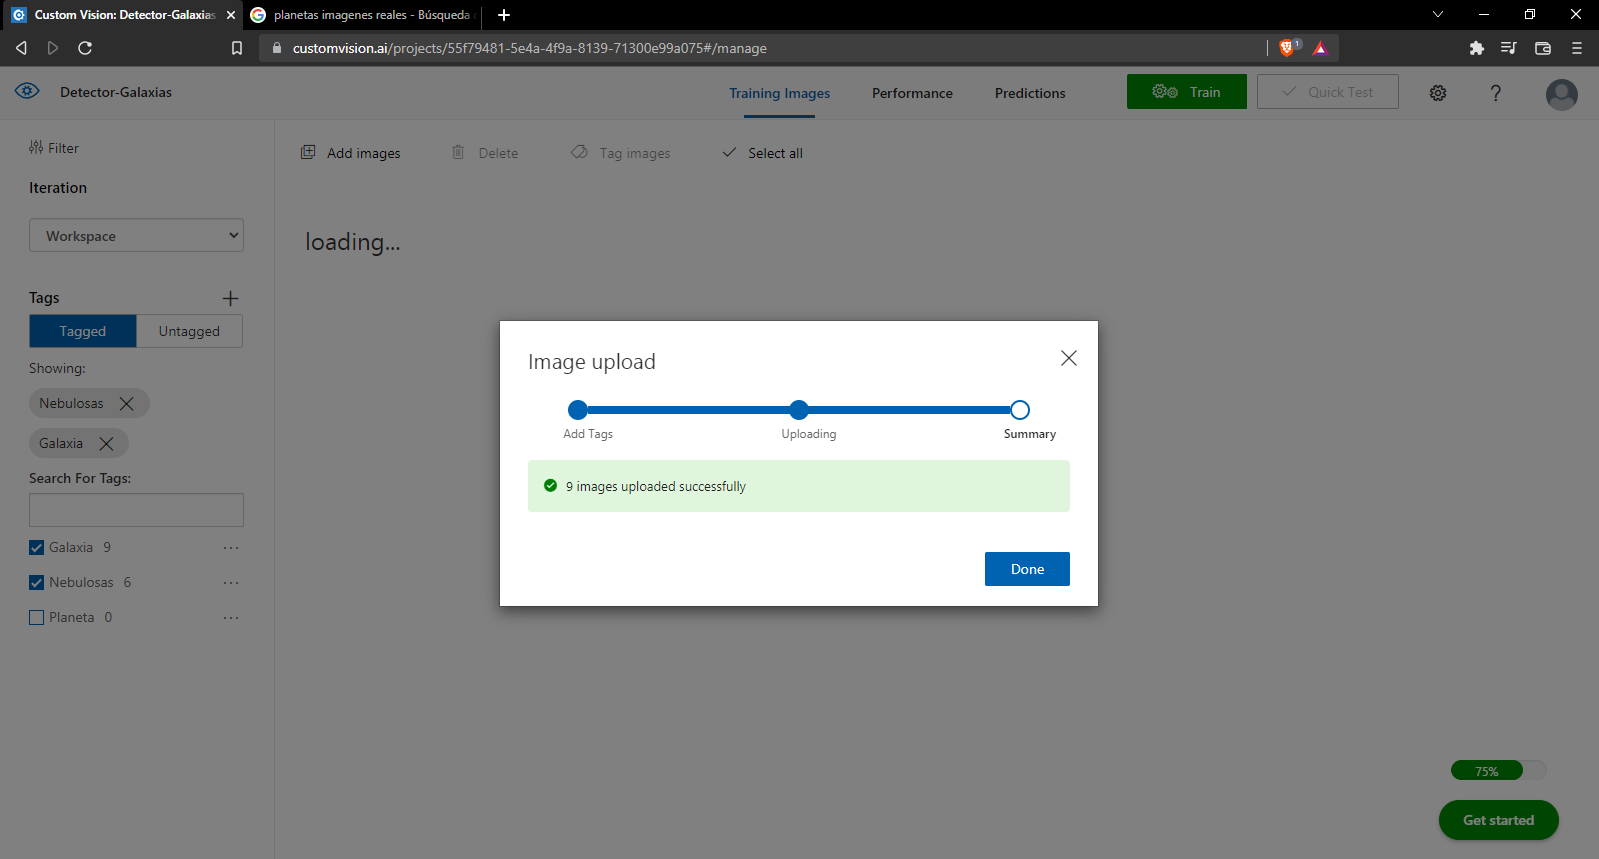 Custom Vision: Detector-Galaxias
planetas imagenes reales - Búsqueda
customvision.ai/projects/55f79481-5e4a-4f9a-8139-71300e99a075#/manage
1
Detector-Galaxias
Training Images
Performance
Predictions
Train
Quick Test
?
Filter
Iteration
Workspace
Add images
Delete
Tag images
Select all
loading...
Tags
Tagged
Untagged
Showing:
Nebulosas
Galaxia
Search For Tags:
Galaxia 9
Nebulosas 6
Planeta 0
Image upload
Add Tags
Uploading
Summary
9 images uploaded successfully
Done
75%
Get started